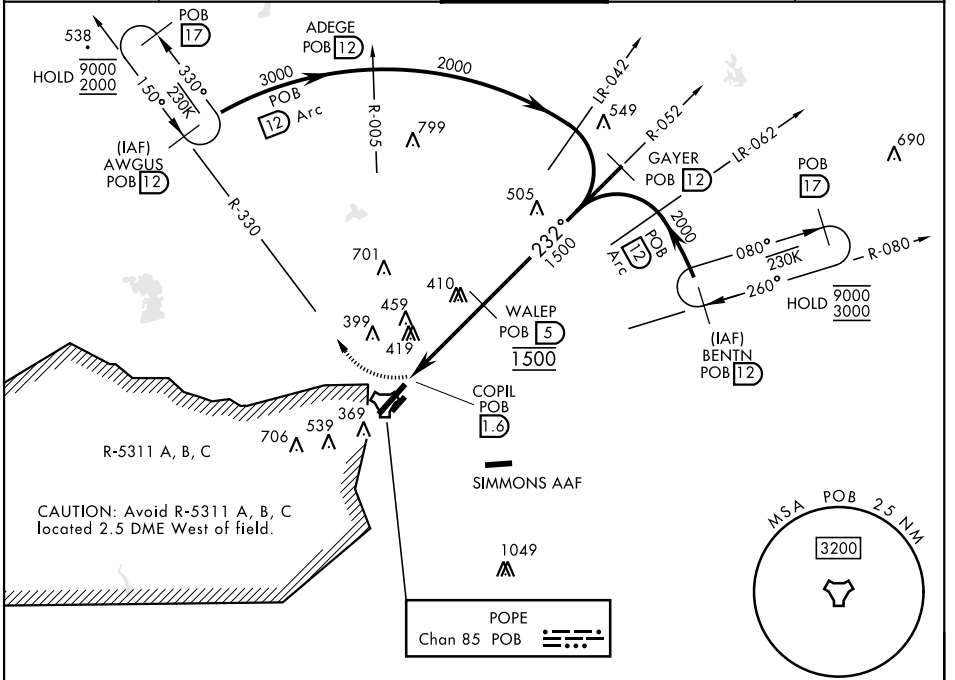 POB
17
538
HOLD 9000
2000
330°
150°
230K
ADEGE
POB 12
3000
POB
12 Arc
2000
R-005
799
LR-042
549
R-052
LR-062
GAYER
POB 12
690
POB
17
(IAF)
AWGUS
POB 12
R-330
505
232°
1500
POB
12
Arc
2000
080°
230K
260°
R-080
HOLD 9000
3000
701
410
459
399
419
WALEP
POB 5
1500
(IAF)
BENTN
POB 12
COPIL
POB
1.6
369
539
706
R-5311 A, B, C
SIMMONS AAF
CAUTION: Avoid R-5311 A, B, C
located 2.5 DME West of field.
1049
MSA POB 25 NM
3200
POPE
Chan 85 POB